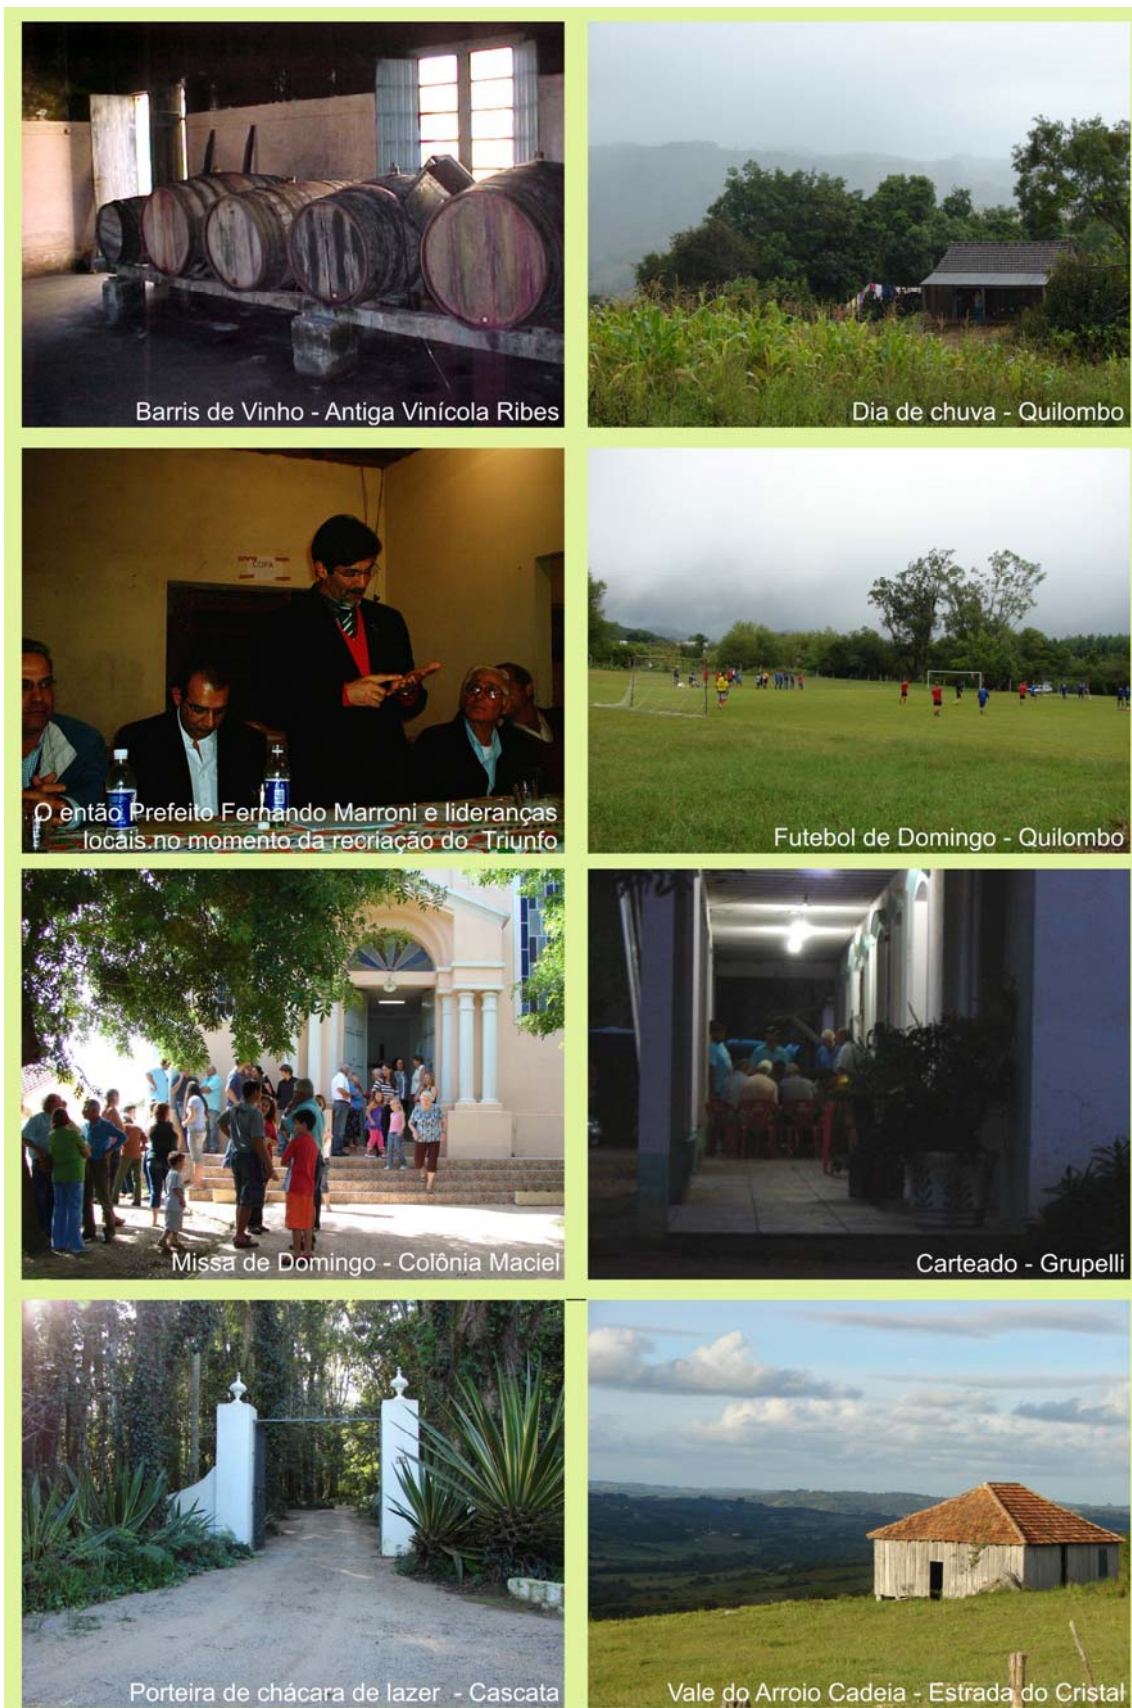 Barris de Vinho - Antiga Vinícola Ribes
Dia de chuva - Quilombo
COPA
O então Prefeito Fernando Marroni e lideranças
locais no momento da recriação do Triunfo
Futebol de Domingo - Quilombo
Missa de Domingo - Colônia Maciel
Carteado - Grupelli
Porteira de chácara de lazer - Cascata
Vale do Arroio Cadeia - Estrada do Cristal